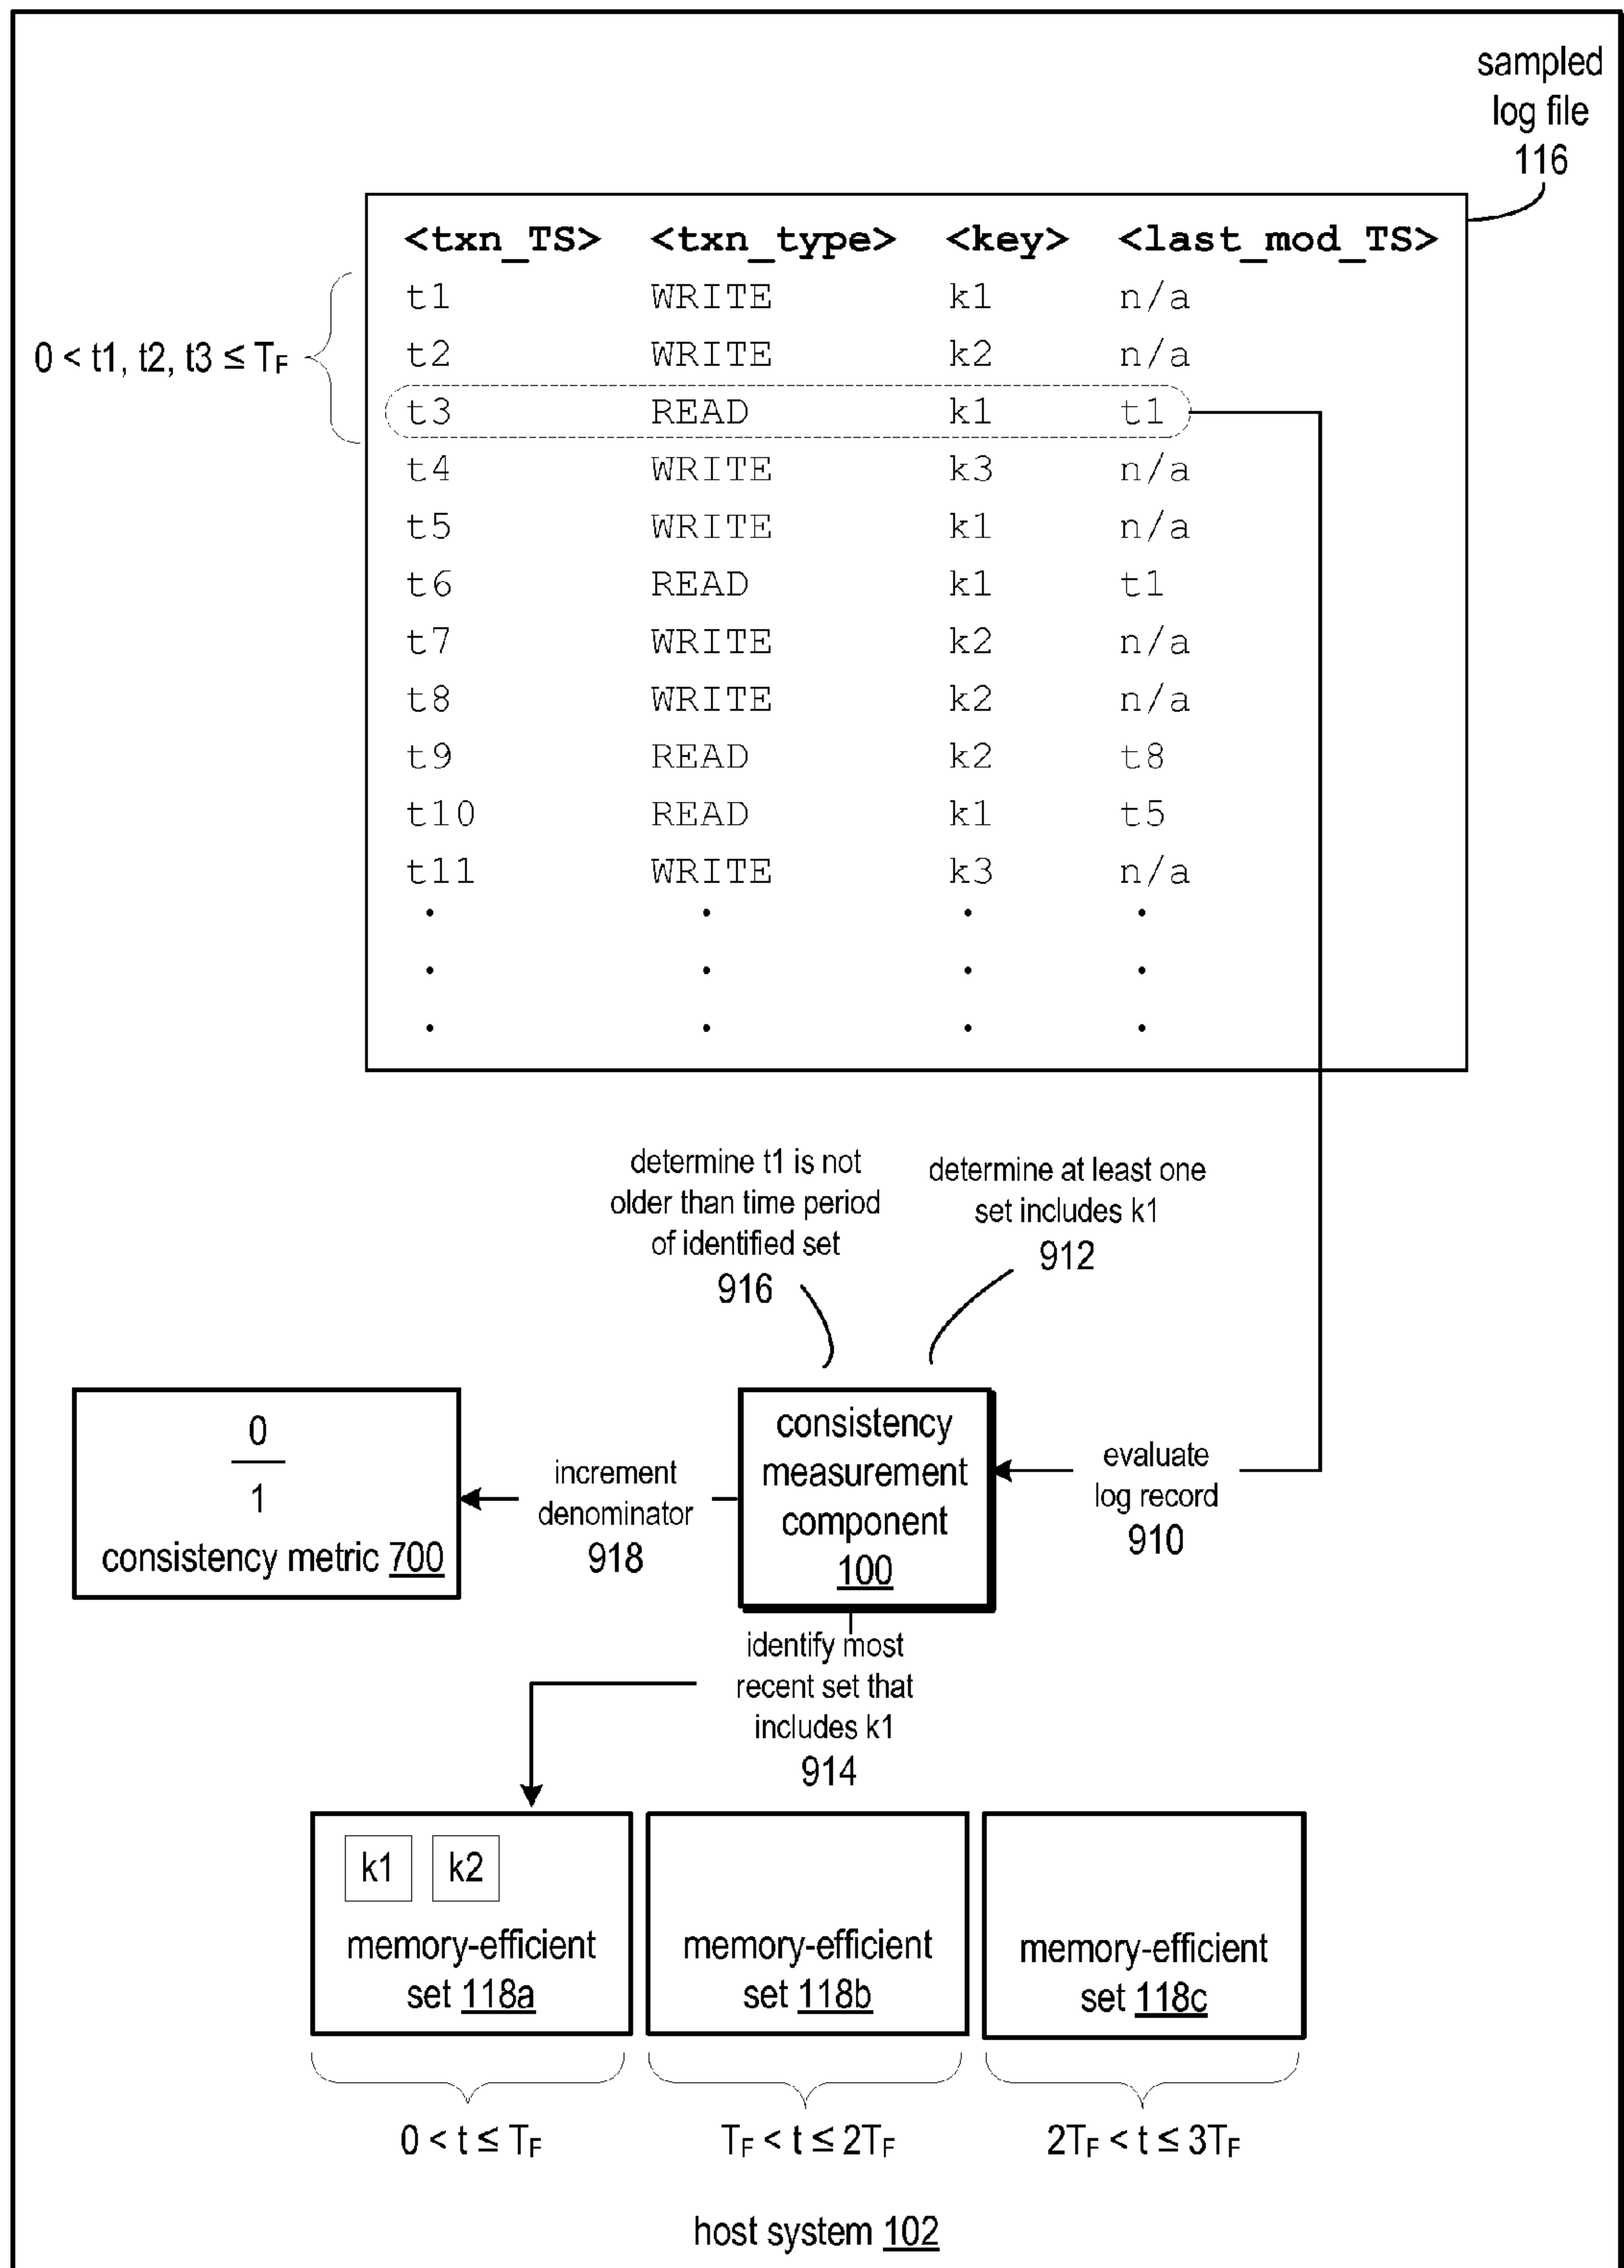 sampled
log file
116
<txn_TS> <txn_type> <key> <last_mod_TS>
t1 WRITE k1 n/a
0 < t1, t2, t3 ≤ TF
t2 WRITE k2 n/a
t3 READ k1 t1
t4 WRITE k3 n/a
t5 WRITE k1 n/a
t6 READ k1 t1
t7 WRITE k2 n/a
t8 WRITE k2 n/a
t9 READ k2 t8
t10 READ k1 t5
t11 WRITE k3 n/a
. . . .
. . . .
. . . .
determine t1 is not
older than time period
of identified set
916
determine at least one
set includes k1
912
0
1
consistency metric 700
increment
denominator
918
consistency
measurement
component
100
evaluate
log record
910
identify most
recent set that
includes k1
914
k1 k2
memory-efficient
set 118a
memory-efficient
set 118b
memory-efficient
set 118c
0 < t ≤ TF
TF < t ≤ 2TF
2TF < t ≤ 3TF
host system 102